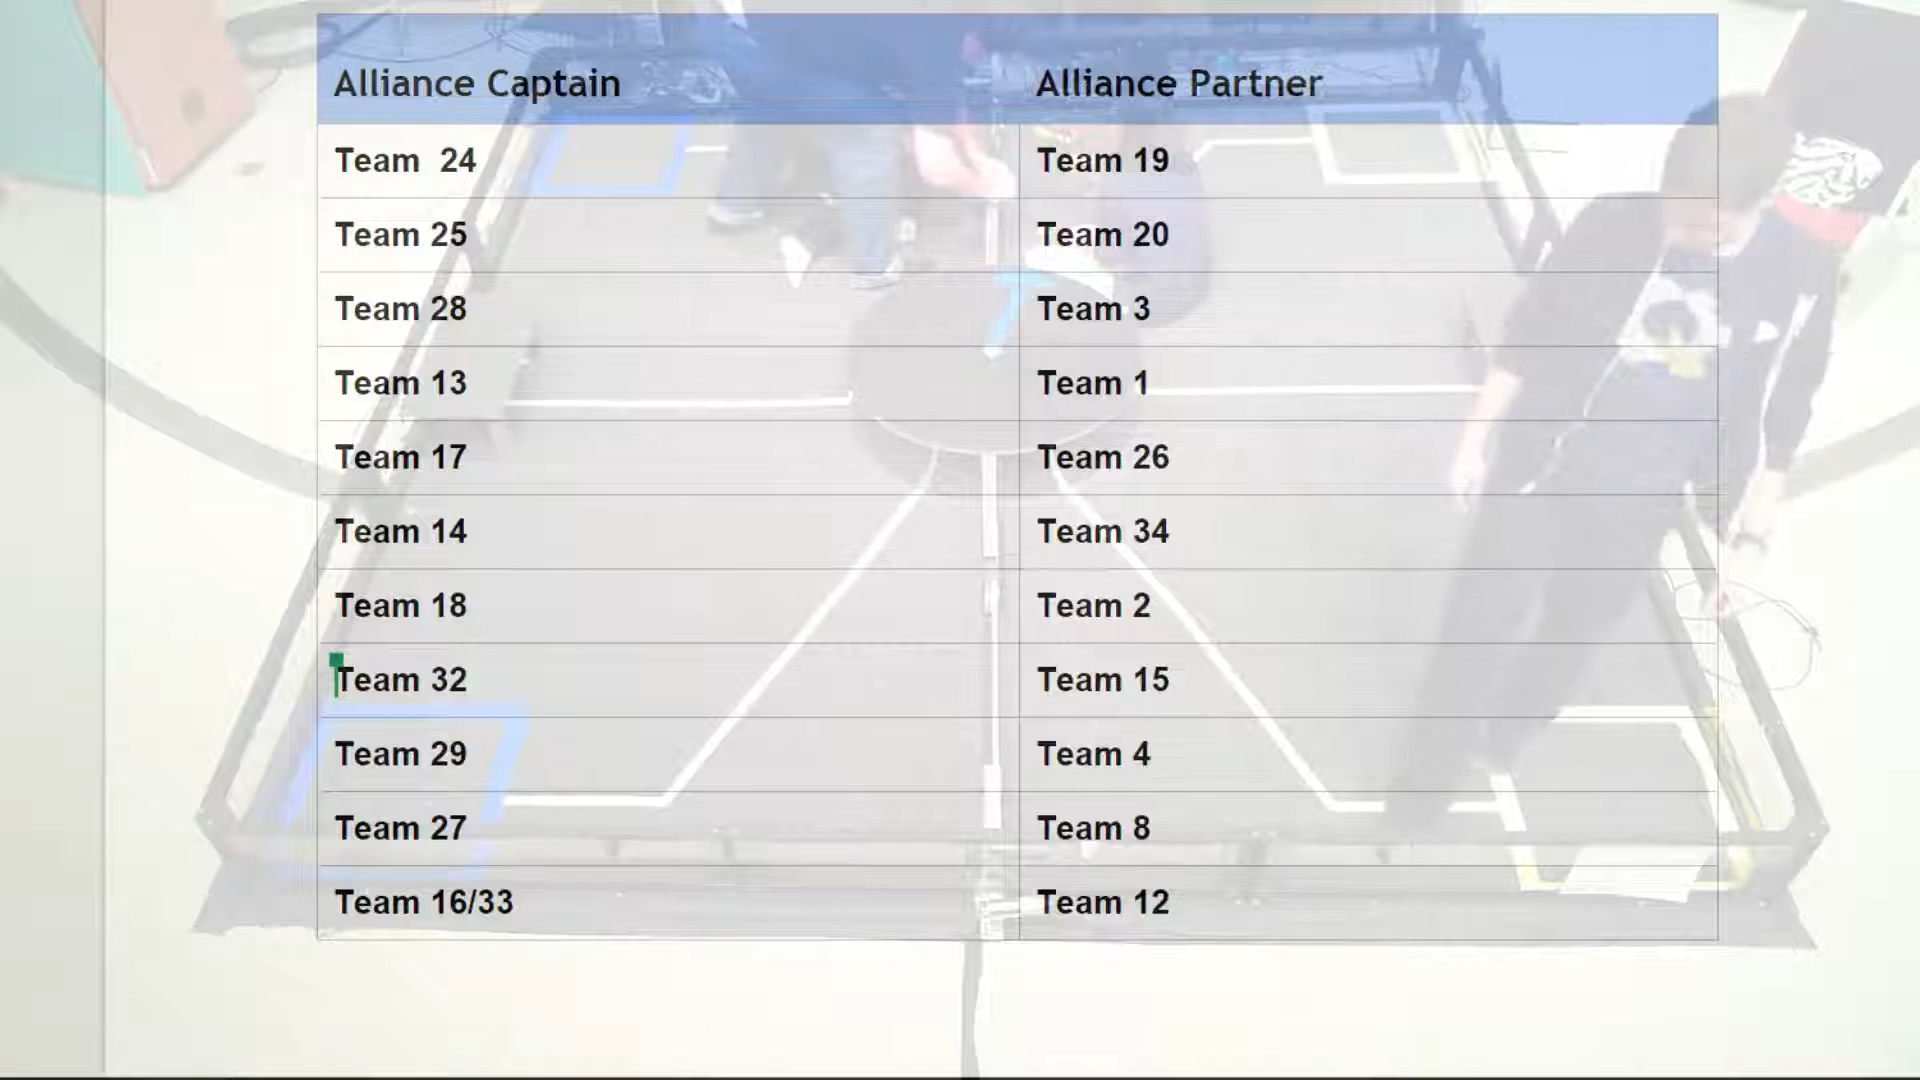 Alliance Captain Alliance Partner
Team 24 Team 19
Team 25 Team 20
Team 28 Team 3
Team 13 Team 1
Team 17 Team 26
Team 14 Team 34
Team 18 Team 2
Team 32 Team 15
Team 29 Team 4
Team 27 Team 8
Team 16/33 Team 12